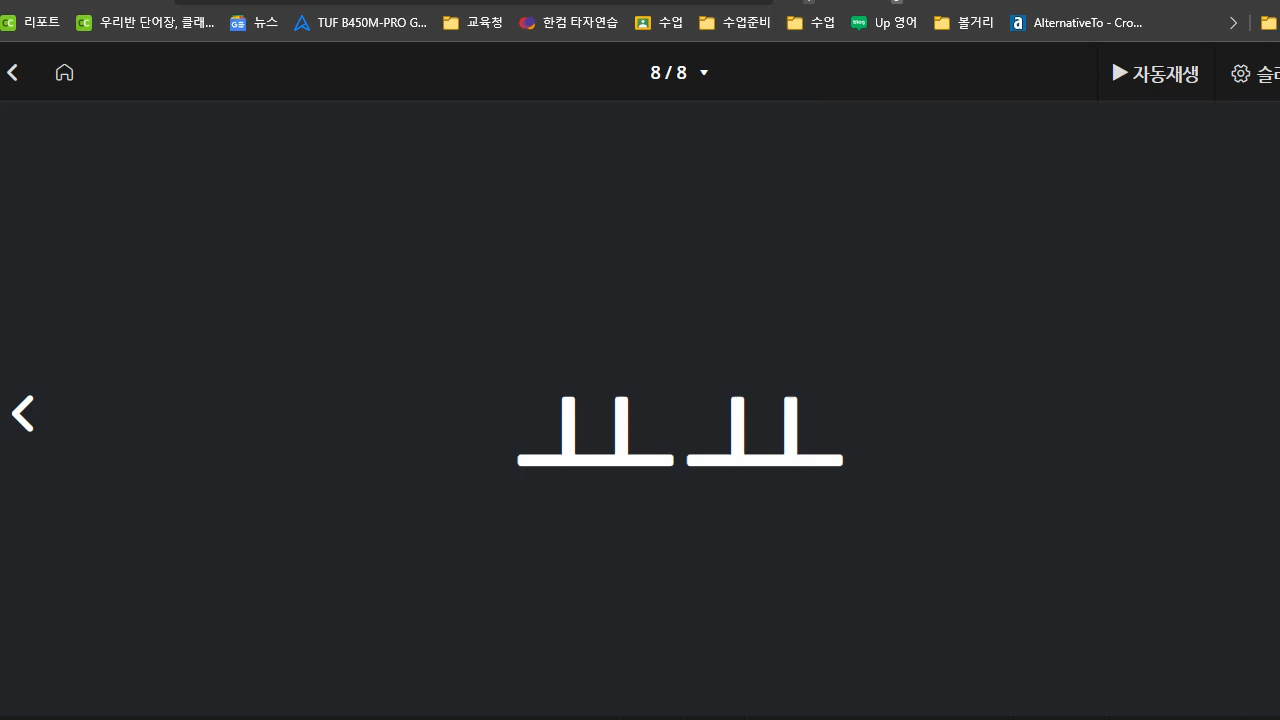 리포트 우리반 단어장, 클래... 뉴스 TUF B450M-PRO G... 교육청 한컴 타자연습 수업 수업준비 수업 Up 영어 볼거리 AlternativeTo - Cro...
8 / 8 자동재생
ㅛㅛ